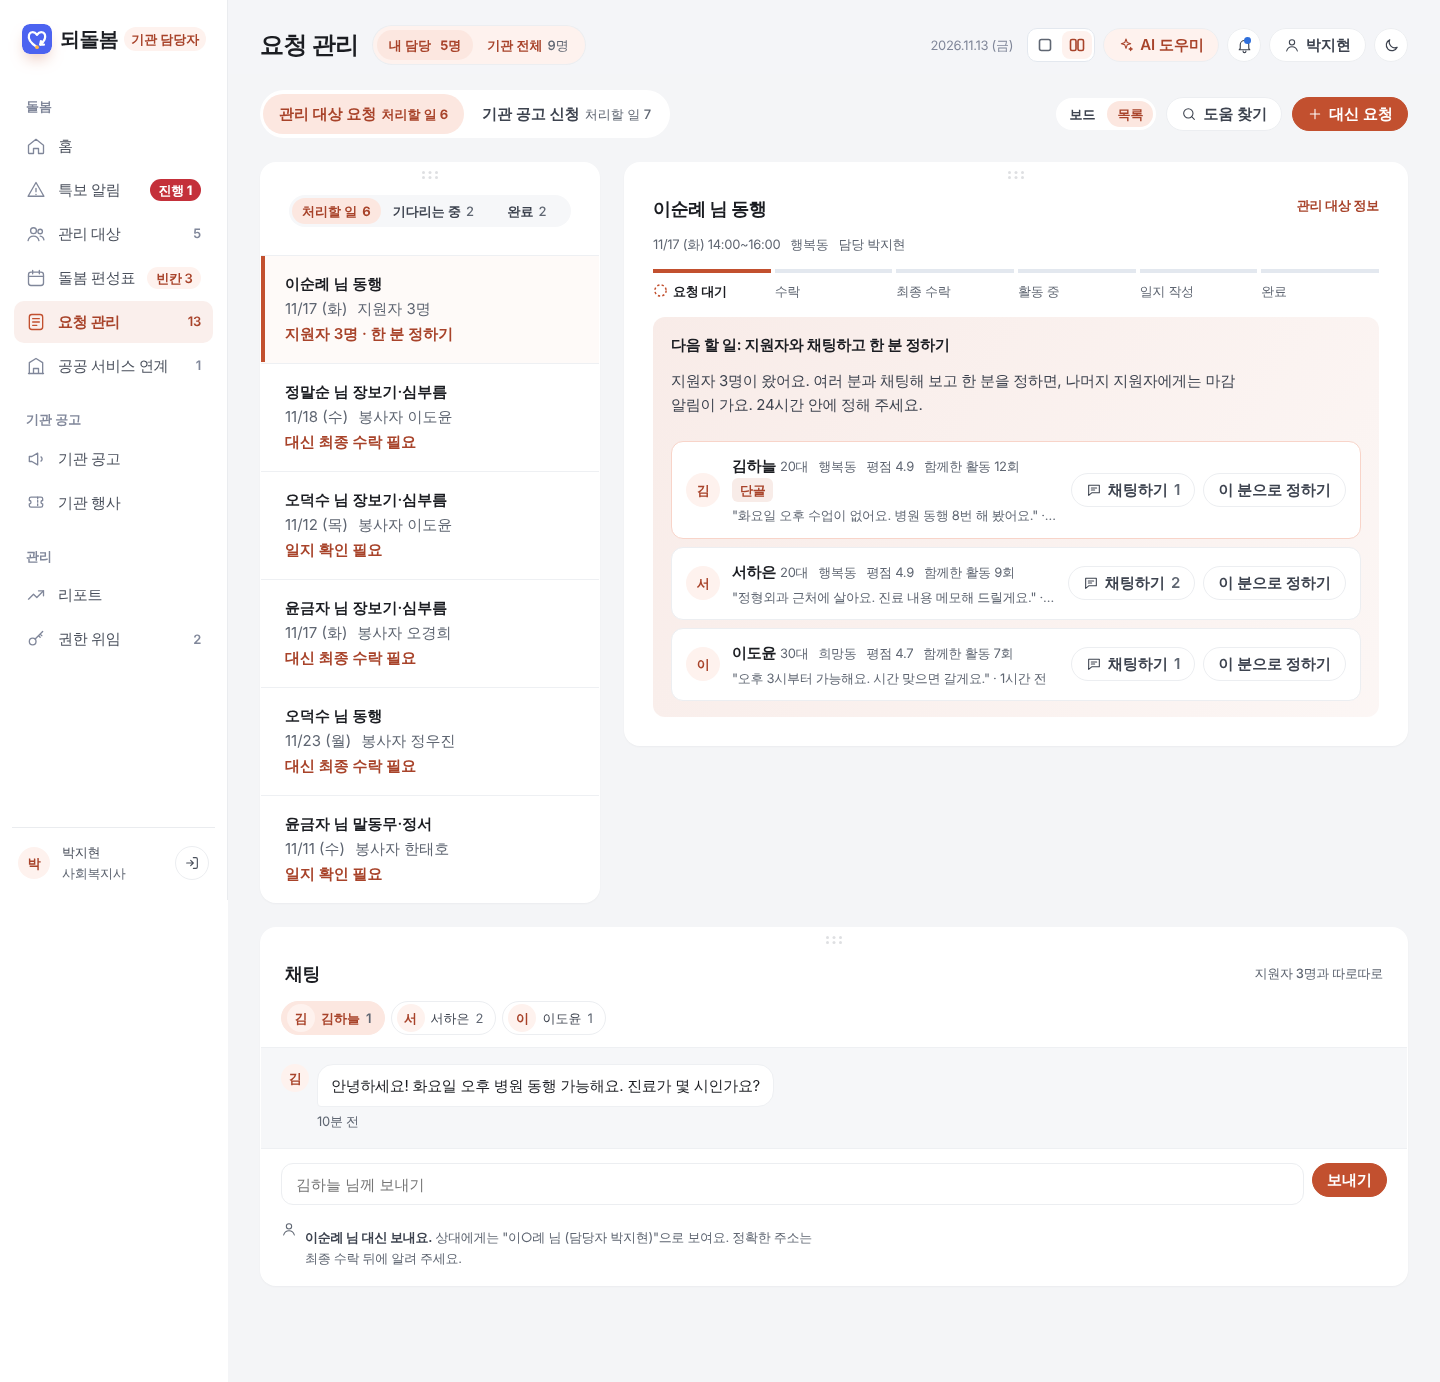 되돌봄 기관 담당자
돌봄
홈
특보 알림 진행 1
관리 대상 5
돌봄 편성표 빈칸 3
요청 관리 13
공공 서비스 연계 1
기관 공고
기관 공고
기관 행사
관리
리포트
권한 위임 2
박 박지현
사회복지사
요청 관리 내 담당 5명 기관 전체 9명
2026.11.13 (금) AI 도우미 박지현
관리 대상 요청 처리할 일 6 기관 공고 신청 처리할 일 7
보드 목록 도움 찾기 대신 요청
처리할 일 6 기다리는 중 2 완료 2
이순례 님 동행
11/17 (화) 지원자 3명
지원자 3명 · 한 분 정하기
정말순 님 장보기·심부름
11/18 (수) 봉사자 이도윤
대신 최종 수락 필요
오덕수 님 장보기·심부름
11/12 (목) 봉사자 이도윤
일지 확인 필요
윤금자 님 장보기·심부름
11/17 (화) 봉사자 오경희
대신 최종 수락 필요
오덕수 님 동행
11/23 (월) 봉사자 정우진
대신 최종 수락 필요
윤금자 님 말동무·정서
11/11 (수) 봉사자 한태호
일지 확인 필요
이순례 님 동행 관리 대상 정보
11/17 (화) 14:00~16:00 행복동 담당 박지현
요청 대기 수락 최종 수락 활동 중 일지 작성 완료
다음 할 일: 지원자와 채팅하고 한 분 정하기
지원자 3명이 왔어요. 여러 분과 채팅해 보고 한 분을 정하면, 나머지 지원자에게는 마감
알림이 가요. 24시간 안에 정해 주세요.
김 김하늘 20대 행복동 평점 4.9 함께한 활동 12회
단골
"화요일 오후 수업이 없어요. 병원 동행 8번 해 봤어요." ·...
채팅하기 1 이 분으로 정하기
서 서하은 20대 행복동 평점 4.9 함께한 활동 9회
"정형외과 근처에 살아요. 진료 내용 메모해 드릴게요." ·...
채팅하기 2 이 분으로 정하기
이 이도윤 30대 희망동 평점 4.7 함께한 활동 7회
"오후 3시부터 가능해요. 시간 맞으면 갈게요." · 1시간 전
채팅하기 1 이 분으로 정하기
채팅 지원자 3명과 따로따로
김 김하늘 1 서 서하은 2 이 이도윤 1
김 안녕하세요! 화요일 오후 병원 동행 가능해요. 진료가 몇 시인가요?
10분 전
김하늘 님께 보내기 보내기
이순례 님 대신 보내요. 상대에게는 "이○례 님 (담당자 박지현)"으로 보여요. 정확한 주소는
최종 수락 뒤에 알려 주세요.